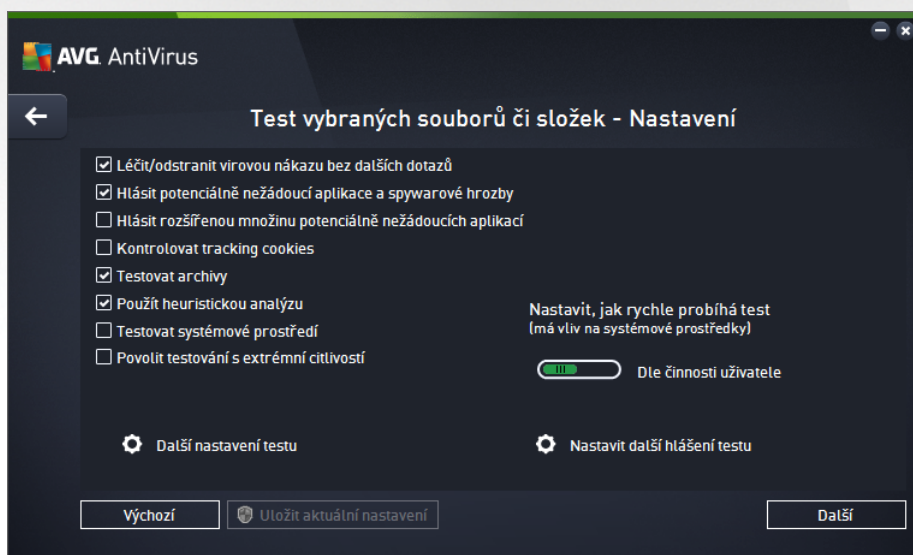 AVG. AntiVirus
Test vybraných souborů či složek - Nastavení
Léčit/odstranit virovou nákazu bez dalších dotazů
Hlásit potenciálně nežádoucí aplikace a spywarové hrozby
Hlásit rozšířenou množinu potenciálně nežádoucích aplikací
Kontrolovat tracking cookies
Testovat archivy
Použít heuristickou analýzu
Testovat systémové prostředí
Povolit testování s extrémní citlivostí
Nastavit, jak rychle probíhá test
(má vliv na systémové prostředky)
Dle činnosti uživatele
Další nastavení testu
Nastavit další hlášení testu
Výchozí
Uložit aktuální nastavení
Další